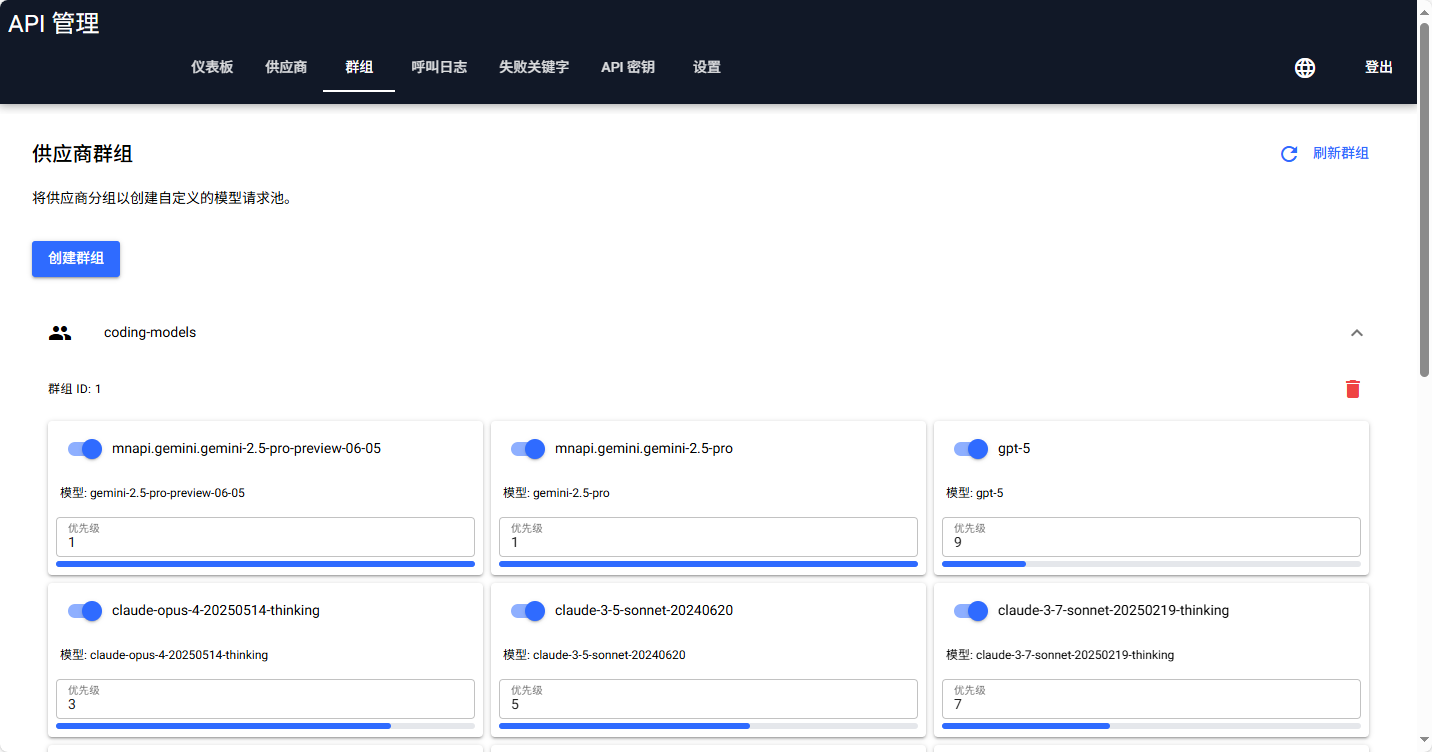 API 管理
仪表板 供应商 群组 呼叫日志 失败关键字 API 密钥 设置 登出
供应商群组 刷新群组
将供应商分组以创建自定义的模型请求池。
创建群组
coding-models
群组 ID: 1
mnapi.gemini.gemini-2.5-pro-preview-06-05
模型: gemini-2.5-pro-preview-06-05
优先级
1
mnapi.gemini.gemini-2.5-pro
模型: gemini-2.5-pro
优先级
1
gpt-5
模型: gpt-5
优先级
9
claude-opus-4-20250514-thinking
模型: claude-opus-4-20250514-thinking
优先级
3
claude-3-5-sonnet-20240620
模型: claude-3-5-sonnet-20240620
优先级
5
claude-3-7-sonnet-20250219-thinking
模型: claude-3-7-sonnet-20250219-thinking
优先级
7